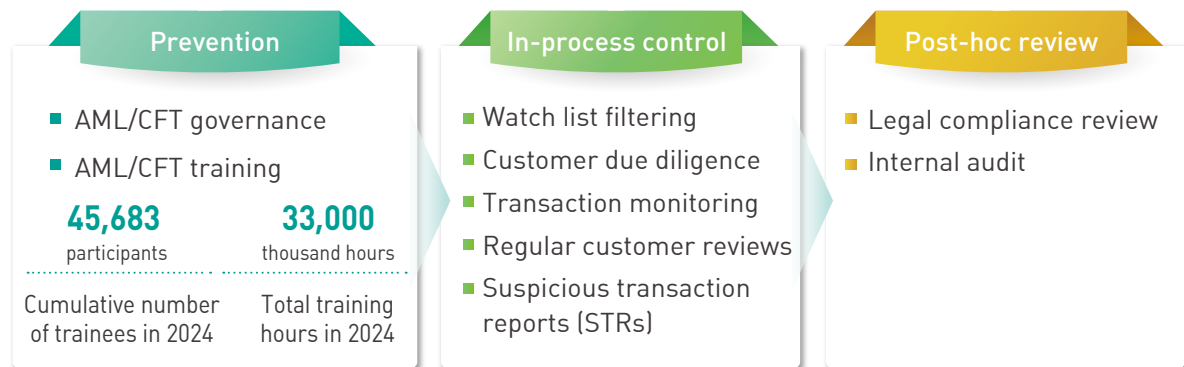 Prevention
AML/CFT governance
AML/CFT training
45,683
participants
33,000
thousand hours
Cumulative number
of trainees in 2024
Total training
hours in 2024
In-process control
Watch list filtering
Customer due diligence
Transaction monitoring
Regular customer reviews
Suspicious transaction
reports (STRs)
Post-hoc review
Legal compliance review
Internal audit